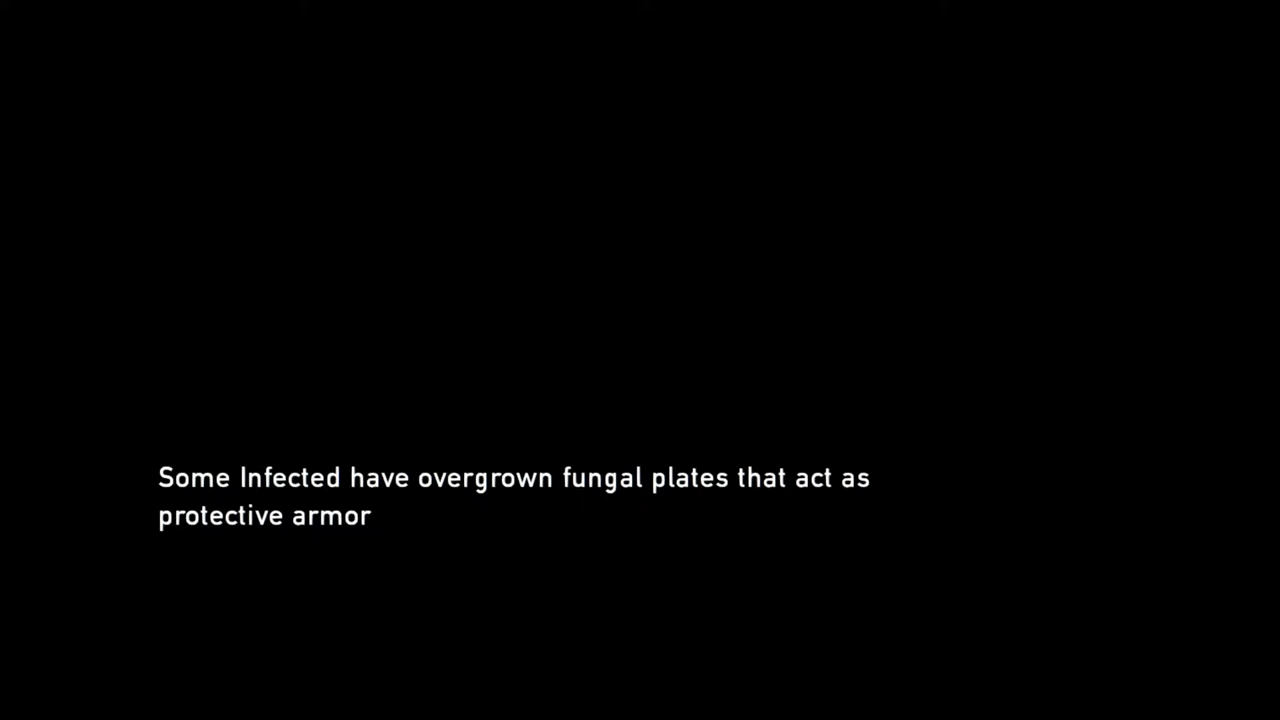 Some Infected have overgrown fungal plates that act as
protective armor